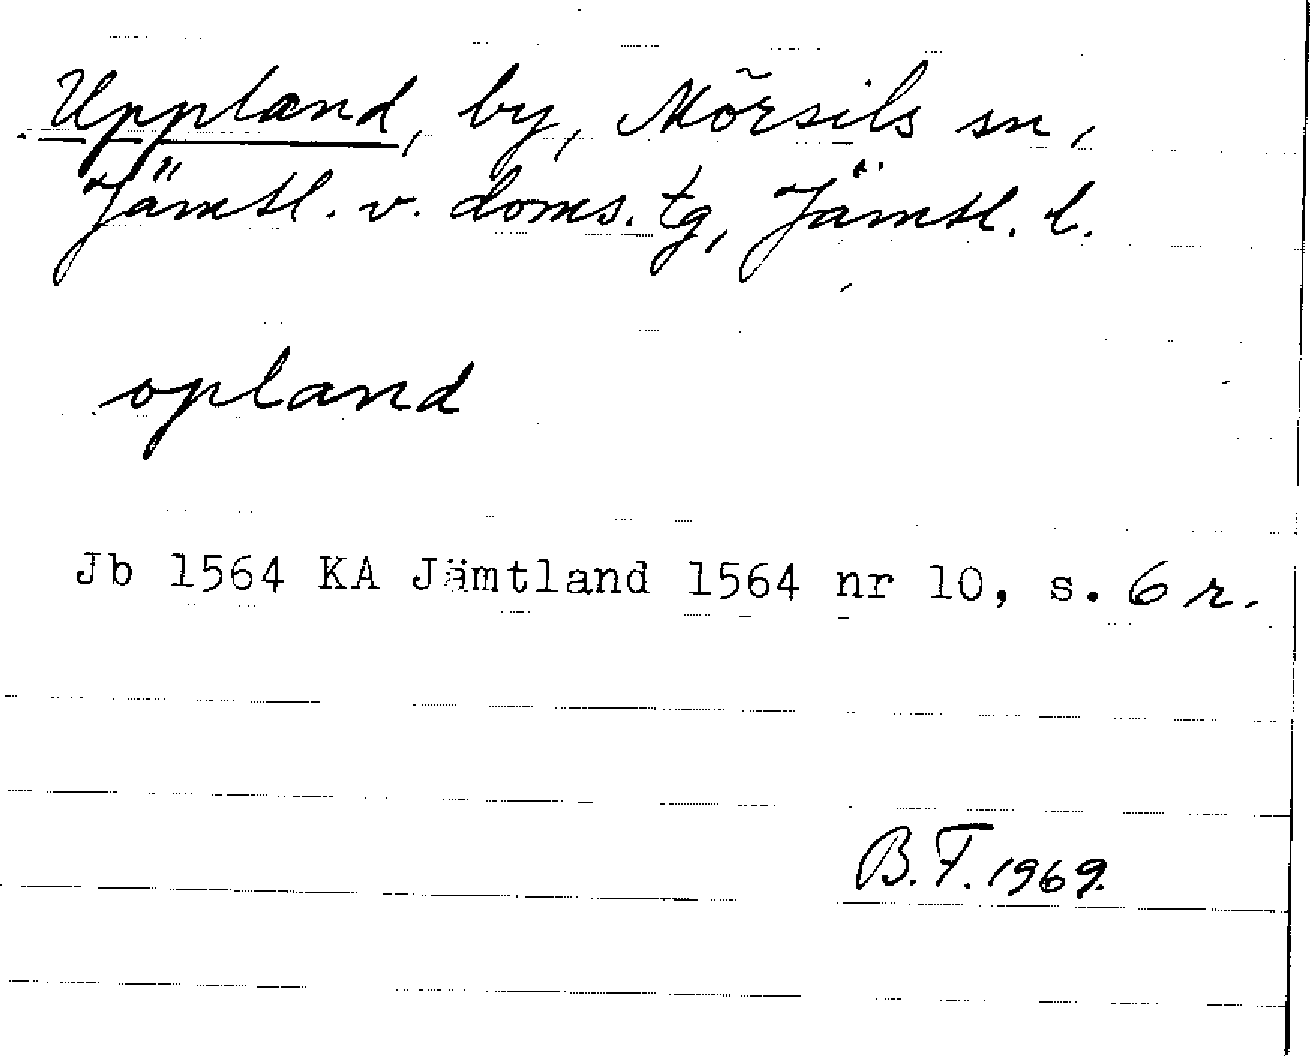 Uppland, by, Mörsils sn,
Jämtl. v. doms. tg, Jämtl. l.
opland
Jb 1564 KA Jämtland 1564 nr 10, s. 6 r.
B.F. 1969.